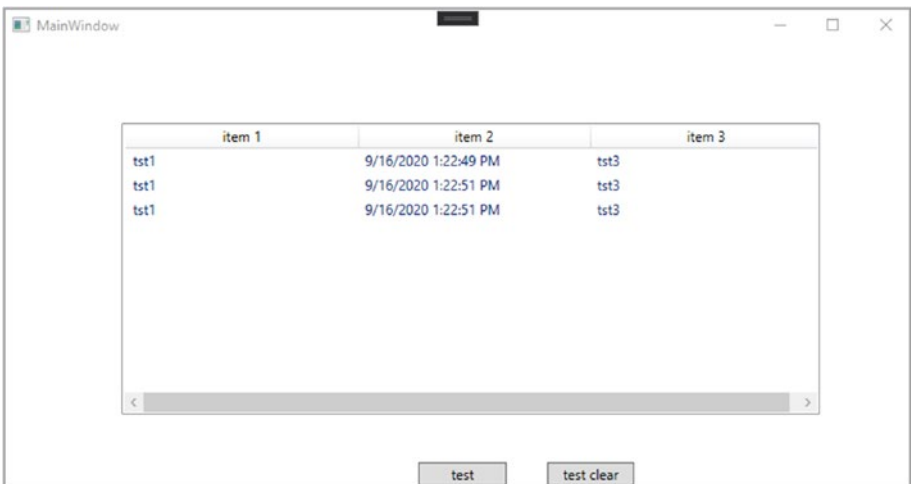 MainWindow
item 1 item 2 item 3
tst1 9/16/2020 1:22:49 PM tst3
tst1 9/16/2020 1:22:51 PM tst3
tst1 9/16/2020 1:22:51 PM tst3
test test clear